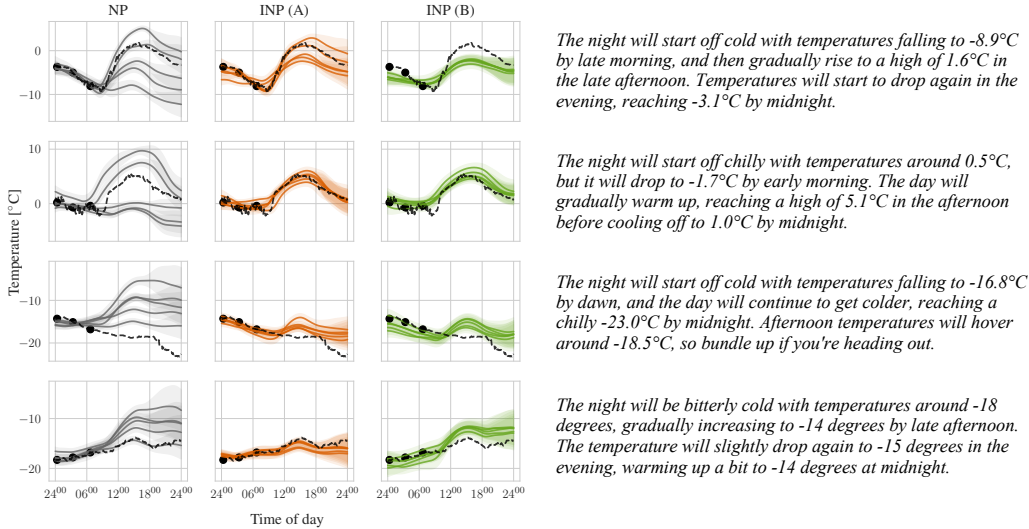 NP
INP (A)
INP (B)
0
−10
The night will start off cold with temperatures falling to -8.9°C
by late morning, and then gradually rise to a high of 1.6°C in
the late afternoon. Temperatures will start to drop again in the
evening, reaching -3.1°C by midnight.
10
0
The night will start off chilly with temperatures around 0.5°C,
but it will drop to -1.7°C by early morning. The day will
gradually warm up, reaching a high of 5.1°C in the afternoon
before cooling off to 1.0°C by midnight.
Temperature [°C]
−10
−20
The night will start off cold with temperatures falling to -16.8°C
by dawn, and the day will continue to get colder, reaching a
chilly -23.0°C by midnight. Afternoon temperatures will hover
around -18.5°C, so bundle up if you're heading out.
−10
−20
The night will be bitterly cold with temperatures around -18
degrees, gradually increasing to -14 degrees by late afternoon.
The temperature will slightly drop again to -15 degrees in the
evening, warming up a bit to -14 degrees at midnight.
24⁰⁰ 06⁰⁰ 12⁰⁰ 18⁰⁰ 24⁰⁰
24⁰⁰ 06⁰⁰ 12⁰⁰ 18⁰⁰ 24⁰⁰
24⁰⁰ 06⁰⁰ 12⁰⁰ 18⁰⁰ 24⁰⁰
Time of day